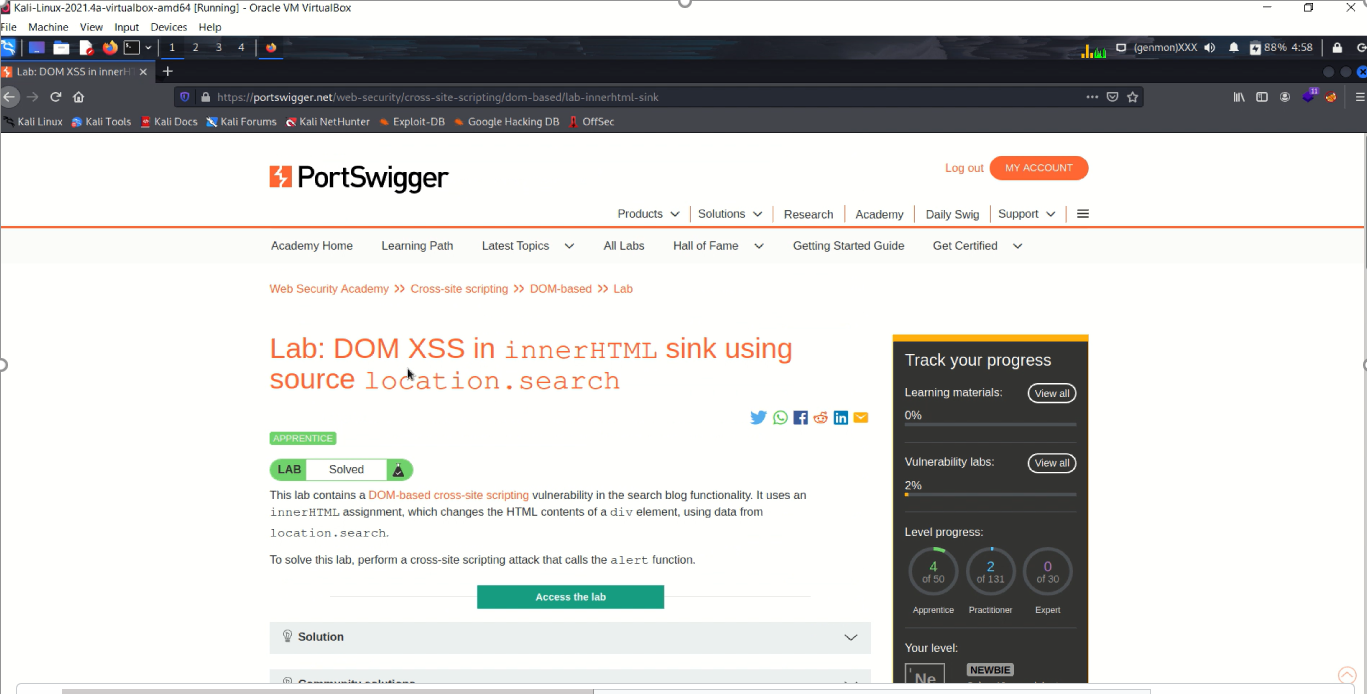 Kali-Linux-2021.4a-virtualbox-amd64 [Running] - Oracle VM VirtualBox
File Machine View Input Devices Help
1 2 3 4 (genmon)XXX 88% 4:58
Lab: DOM XSS in innerHT
https://portswigger.net/web-security/cross-site-scripting/dom-based/lab-innerhtml-sink 11
Kali Linux Kali Tools Kali Docs Kali Forums Kali NetHunter Exploit-DB Google Hacking DB OffSec
PortSwigger
Log out MY ACCOUNT
Products Solutions Research Academy Daily Swig Support
Academy Home Learning Path Latest Topics All Labs Hall of Fame Getting Started Guide Get Certified
Web Security Academy >> Cross-site scripting >> DOM-based >> Lab
Lab: DOM XSS in innerHTML sink using
source location.search
APPRENTICE
LAB Solved
This lab contains a DOM-based cross-site scripting vulnerability in the search blog functionality. It uses an
innerHTML assignment, which changes the HTML contents of a div element, using data from
location.search.
To solve this lab, perform a cross-site scripting attack that calls the alert function.
Access the lab
Solution
Community solutions
Track your progress
Learning materials: View all
0%
Vulnerability labs: View all
2%
Level progress:
4 2 0
of 50 of 131 of 30
Apprentice Practitioner Expert
Your level:
1 NEWBIE
Ne